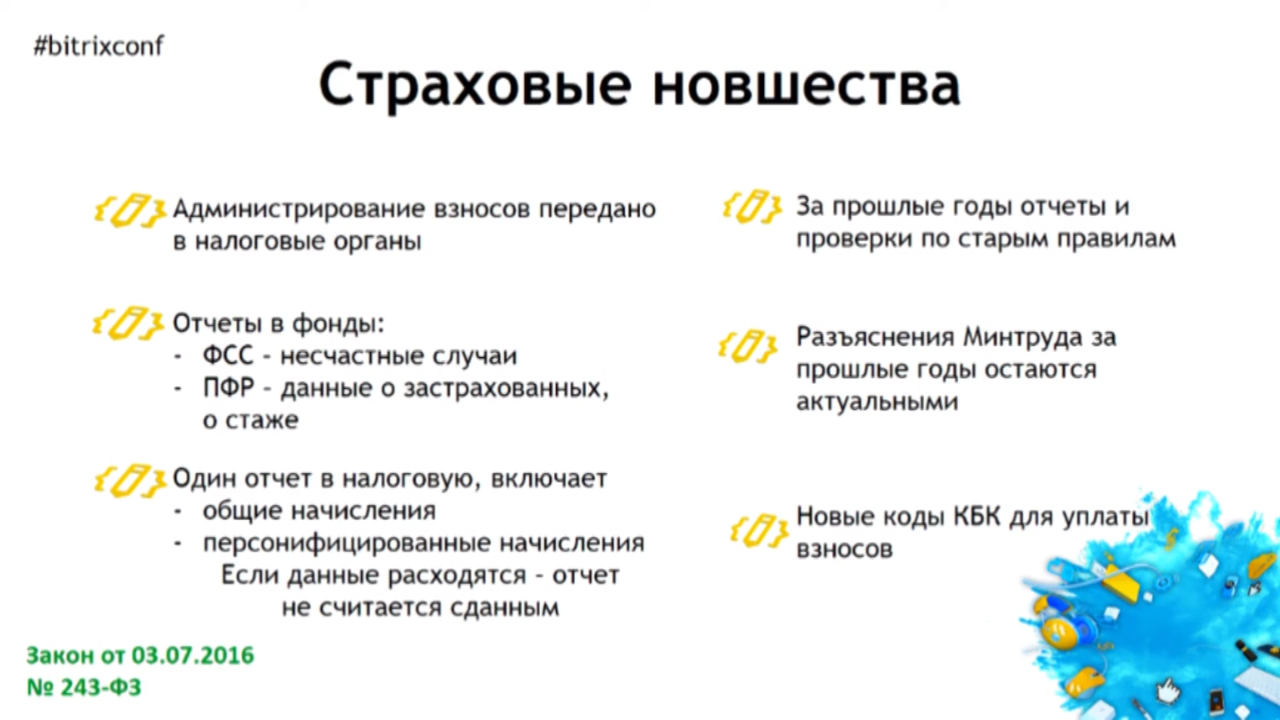 #bitrixconf
Страховые новшества
Администрирование взносов передано
в налоговые органы
Отчеты в фонды:
- ФСС - несчастные случаи
- ПФР - данные о застрахованных,
о стаже
Один отчет в налоговую, включает
- общие начисления
- персонифицированные начисления
Если данные расходятся - отчет
не считается сданным
За прошлые годы отчеты и
проверки по старым правилам
Разъяснения Минтруда за
прошлые годы остаются
актуальными
Новые коды КБК для уплаты
взносов
Закон от 03.07.2016
№ 243-ФЗ